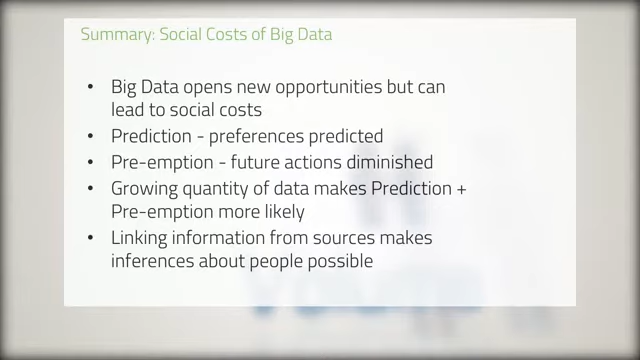 Summary: Social Costs of Big Data
• Big Data opens new opportunities but can
lead to social costs
• Prediction - preferences predicted
• Pre-emption - future actions diminished
• Growing quantity of data makes Prediction +
Pre-emption more likely
• Linking information from sources makes
inferences about people possible